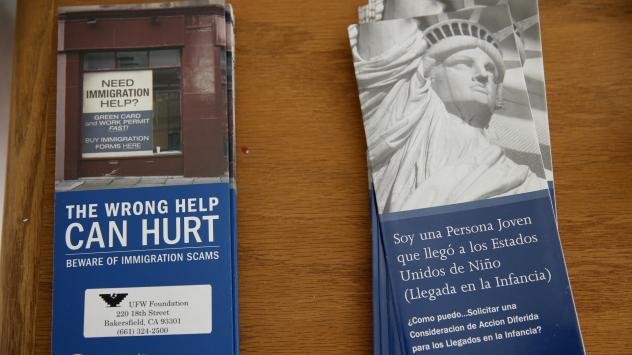 NEED
IMMIGRATION
HELP?
GREEN CARD
and WORK PERMIT
FAST!
BUY IMMIGRATION
FORMS HERE
THE WRONG HELP
CAN HURT
BEWARE OF IMMIGRATION SCAMS
UFW Foundation
220 18th Street
Bakersfield, CA 93301
(661) 324-2500
Soy una Persona Joven
que llegó a los Estados
Unidos de Niño
(Llegada en la Infancia)
¿Como puedo...Solicitar una
Consideracion de Accion Diferida
para los Llegados en la Infancia?